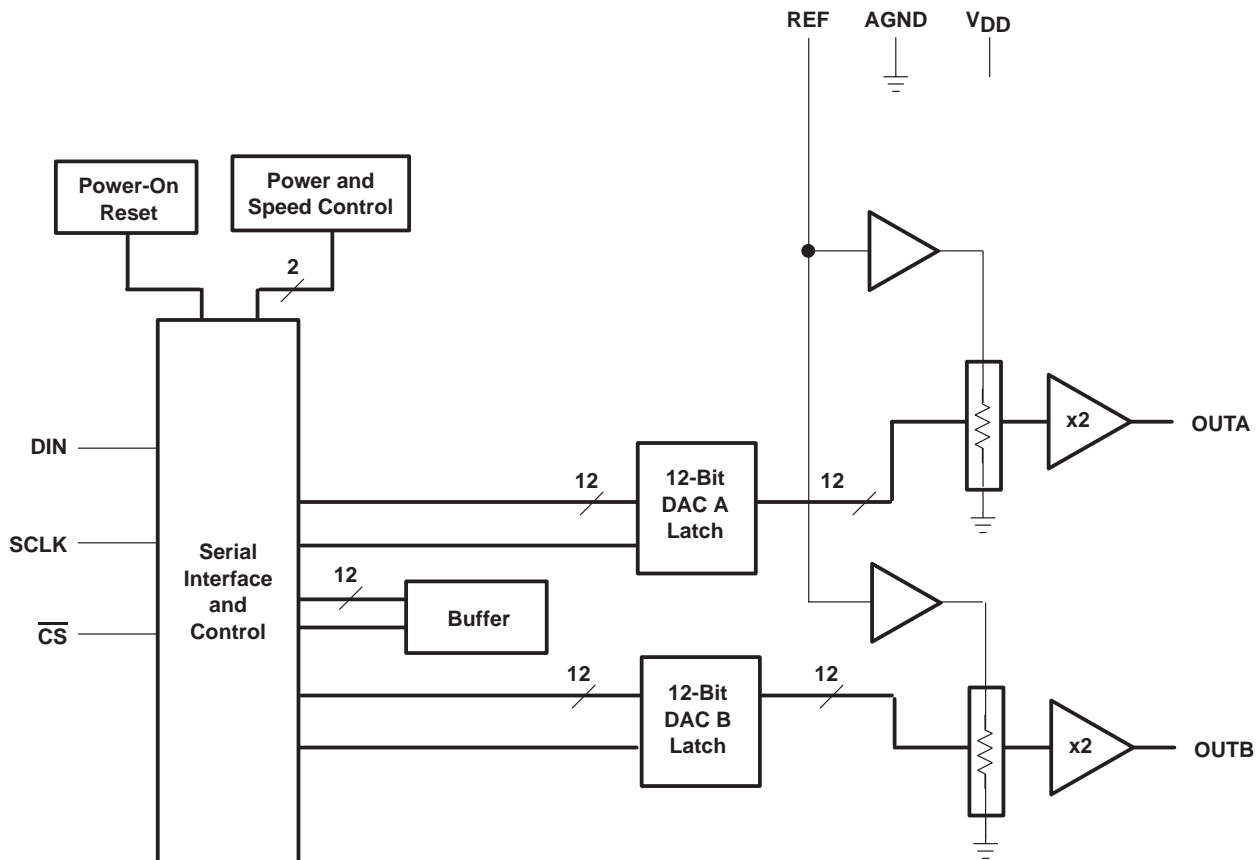 REF AGND VDD
Power-On
Reset
Power and
Speed Control
2
x2
OUTA
DIN
12
12-Bit
DAC A
Latch
12
SCLK
Serial
Interface
and
Control
12
Buffer
CS
12
12-Bit
DAC B
Latch
12
x2
OUTB